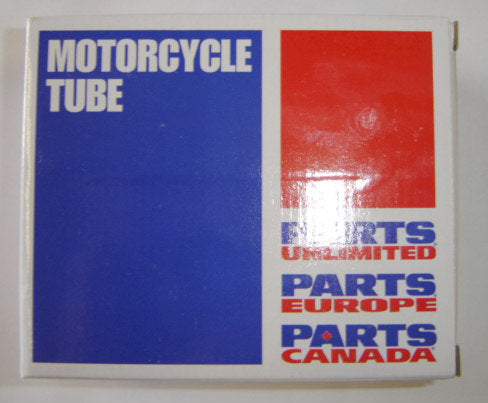 MOTORCYCLE
TUBE
PARTS
UNLIMITED
PARTS
EUROPE
PARTS
CANADA